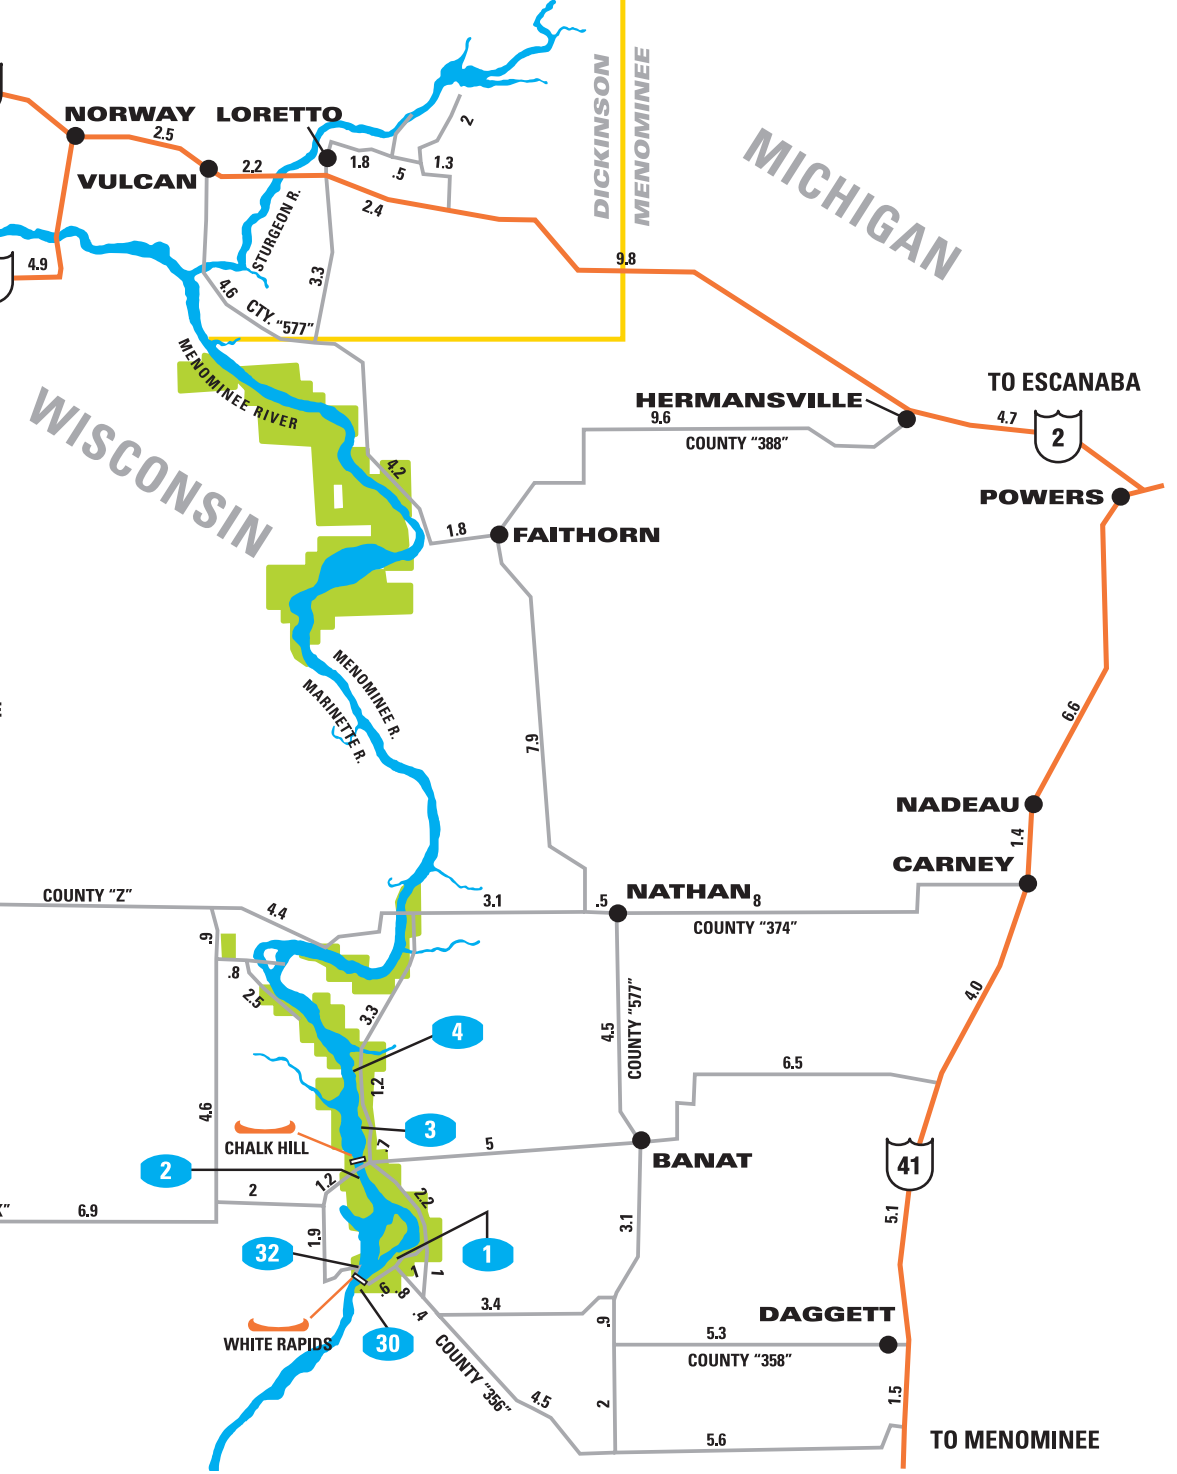 DICKINSON
MENOMINEE
MICHIGAN
NORWAY
LORETTO
2.5
2
VULCAN
2.2
1.8
.5
1.3
2.4
STURGEON R.
4.9
3.3
9.8
4.6
CTY. “577”
MENOMINEE RIVER
WISCONSIN
TO ESCANABA
HERMANSVILLE
9.6
4.7
COUNTY “388”
2
4.2
POWERS
1.8
FAITHORN
MENOMINEE R.
MARINETTE R.
6.6
7.9
NADEAU
1.4
CARNEY
COUNTY “Z”
4.4
3.1
.5
NATHAN
8
COUNTY “374”
.9
.8
2.5
3.3
4.0
4
4.5
COUNTY “577”
6.5
1.2
4.6
3
CHALK HILL
.7
5
BANAT
41
2
1.2
2
2.2
6.9
5.1
1.9
3.1
32
1
.6
.8
.4
1
3.4
WHITE RAPIDS
30
.9
DAGGETT
5.3
COUNTY “358”
COUNTY “356”
4.5
2
1.5
5.6
TO MENOMINEE